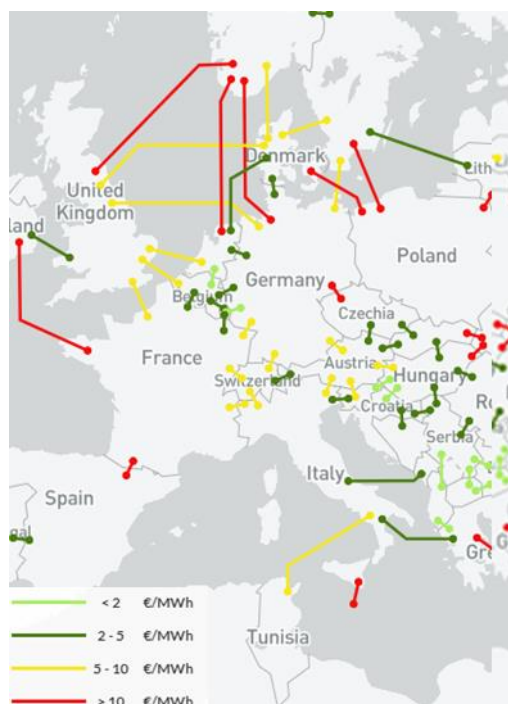 Denmark
Lith
United
Kingdom
land
Poland
Germany
Belgium
Czechia
France
Austria
Switzerland
Hungary
Croatia
R
Serbia
Italy
Spain
gal
Gre
G
Tunisia
< 2 €/MWh
2 - 5 €/MWh
5 - 10 €/MWh
> 10 €/MWh